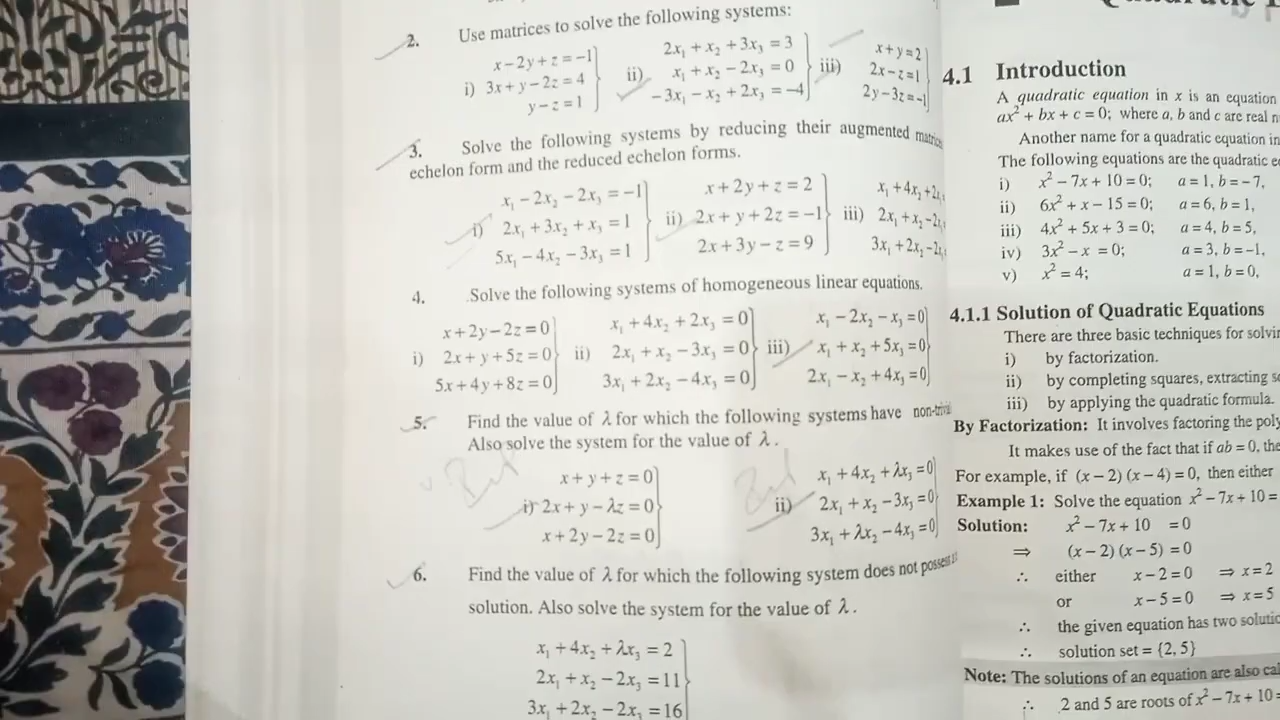 2. Use matrices to solve the following systems:
i) x − 2y + z = −1
3x + y − 2z = 4
y − z = 1
ii) 2x₁ + x₂ + 3x₃ = 3
x₁ + x₂ − 2x₃ = 0
−3x₁ − x₂ + 2x₃ = −4
iii) x + y = 2
2x − z = 1
2y − 3z = −1
3. Solve the following systems by reducing their augmented matrix
echelon form and the reduced echelon forms.
i) x₁ − 2x₂ − 2x₃ = −1
2x₁ + 3x₂ + x₃ = 1
5x₁ − 4x₂ − 3x₃ = 1
ii) x + 2y + z = 2
2x + y + 2z = −1
2x + 3y − z = 9
iii) x₁ + 4x₂ + 2x₃
2x₁ + x₂ − 2x₃
3x₁ + 2x₂ − 2x₃
4. Solve the following systems of homogeneous linear equations.
i) x + 2y − 2z = 0
2x + y + 5z = 0
5x + 4y + 8z = 0
ii) x₁ + 4x₂ + 2x₃ = 0
2x₁ + x₂ − 3x₃ = 0
3x₁ + 2x₂ − 4x₃ = 0
iii) x₁ − 2x₂ − x₃ = 0
x₁ + x₂ + 5x₃ = 0
2x₁ − x₂ + 4x₃ = 0
5. Find the value of λ for which the following systems have non-trivial
Also solve the system for the value of λ.
i) x + y + z = 0
2x + y − λz = 0
x + 2y − 2z = 0
ii) x₁ + 4x₂ + λx₃ = 0
2x₁ + x₂ − 3x₃ = 0
3x₁ + λx₂ − 4x₃ = 0
6. Find the value of λ for which the following system does not possess
solution. Also solve the system for the value of λ.
x₁ + 4x₂ + λx₃ = 2
2x₁ + x₂ − 2x₃ = 11
3x₁ + 2x₂ − 2x₃ = 16
4.1 Introduction
A quadratic equation in x is an equation
ax² + bx + c = 0; where a, b and c are real n
Another name for a quadratic equation in
The following equations are the quadratic e
i) x² − 7x + 10 = 0; a = 1, b = −7,
ii) 6x² + x − 15 = 0; a = 6, b = 1,
iii) 4x² + 5x + 3 = 0; a = 4, b = 5,
iv) 3x² − x = 0; a = 3, b = −1,
v) x² = 4; a = 1, b = 0,
4.1.1 Solution of Quadratic Equations
There are three basic techniques for solvin
i) by factorization.
ii) by completing squares, extracting s
iii) by applying the quadratic formula.
By Factorization: It involves factoring the poly
It makes use of the fact that if ab = 0, the
For example, if (x − 2) (x − 4) = 0, then either
Example 1: Solve the equation x² − 7x + 10 =
Solution: x² − 7x + 10 = 0
⇒ (x − 2) (x − 5) = 0
∴ either x − 2 = 0 ⇒ x = 2
or x − 5 = 0 ⇒ x = 5
∴ the given equation has two solutio
∴ solution set = {2, 5}
Note: The solutions of an equation are also cal
∴ 2 and 5 are roots of x² − 7x + 10 =